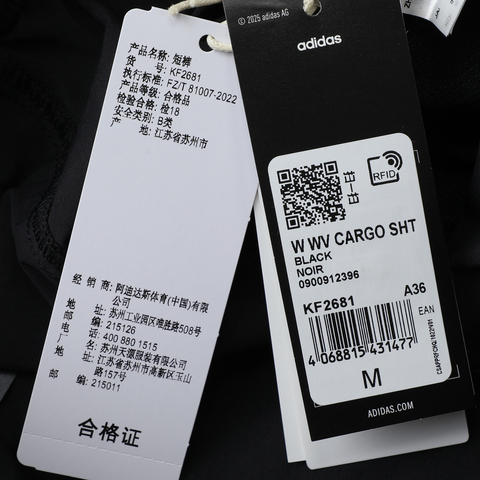 产品名称: 短裤
货 号: KF2681
执行标准: FZ/T 81007-2022
产品等级: 合格品
检验合格: 检18
安全类别: B类
产 地: 江苏省苏州市
经 销 商: 阿迪达斯体育(中国)有限公司
苏州工业园区唯胜路508号
邮 编: 215126
电 话: 400 880 1515
厂 名: 苏州天源服装有限公司
地 址: 江苏省苏州市高新区玉山路157号
邮 编: 215011
合格证
© 2025 adidas AG
adidas
RFID
W WV CARGO SHT
BLACK
NOIR
0900912396
KF2681
A36
EAN
4 068815 431477
M
ADIDAS.COM